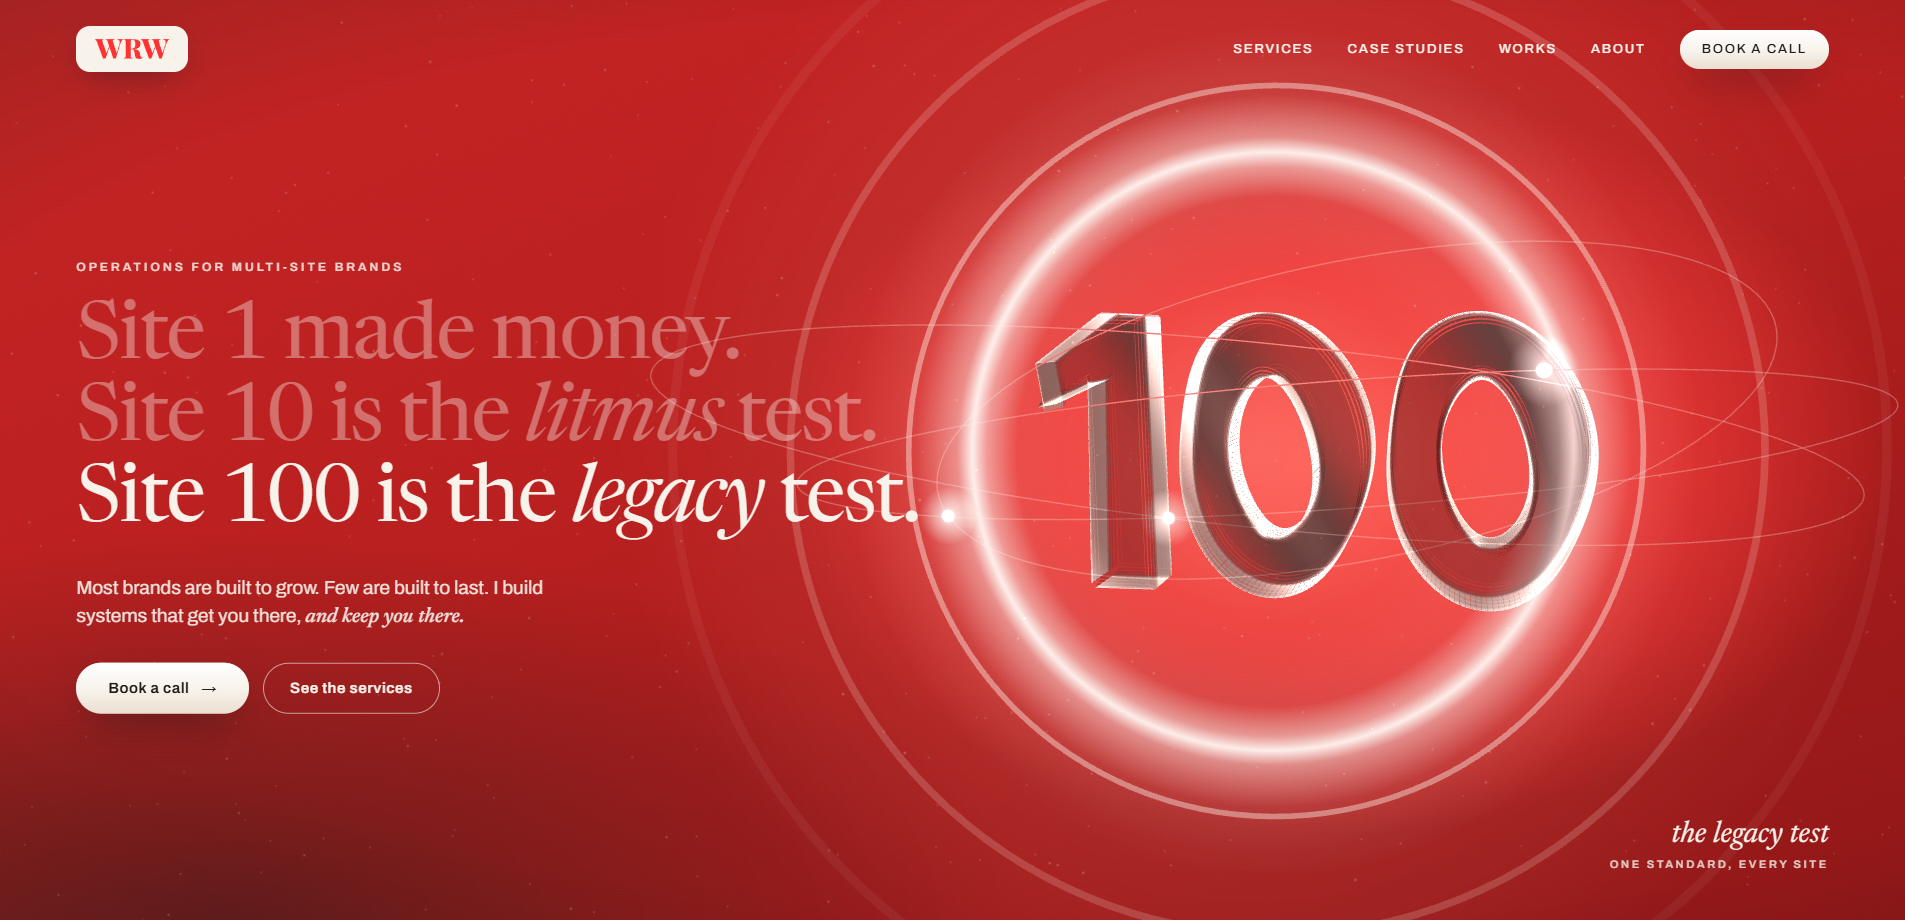 WRW
SERVICES
CASE STUDIES
WORKS
ABOUT
BOOK A CALL
OPERATIONS FOR MULTI-SITE BRANDS
Site 1 made money.
Site 10 is the litmus test.
Site 100 is the legacy test.
100
Most brands are built to grow. Few are built to last. I build
systems that get you there, and keep you there.
Book a call →
See the services
the legacy test
ONE STANDARD, EVERY SITE